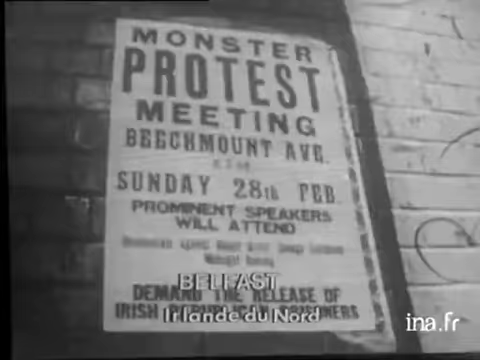 MONSTER
PROTEST
MEETING
BEECHMOUNT AVE.
SUNDAY 28th FEB.
PROMINENT SPEAKERS
WILL ATTEND
BELFAST
DEMAND THE RELEASE OF
IRISH REPUBLICAN PRISONERS
Irlande du Nord
ina.fr